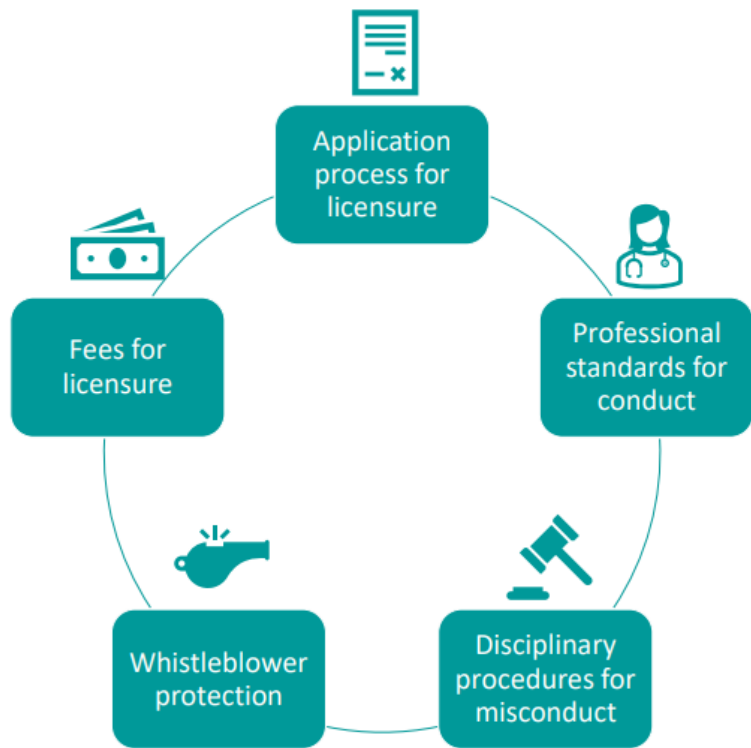 Application
process for
licensure
Professional
standards for
conduct
Disciplinary
procedures for
misconduct
Whistleblower
protection
Fees for
licensure